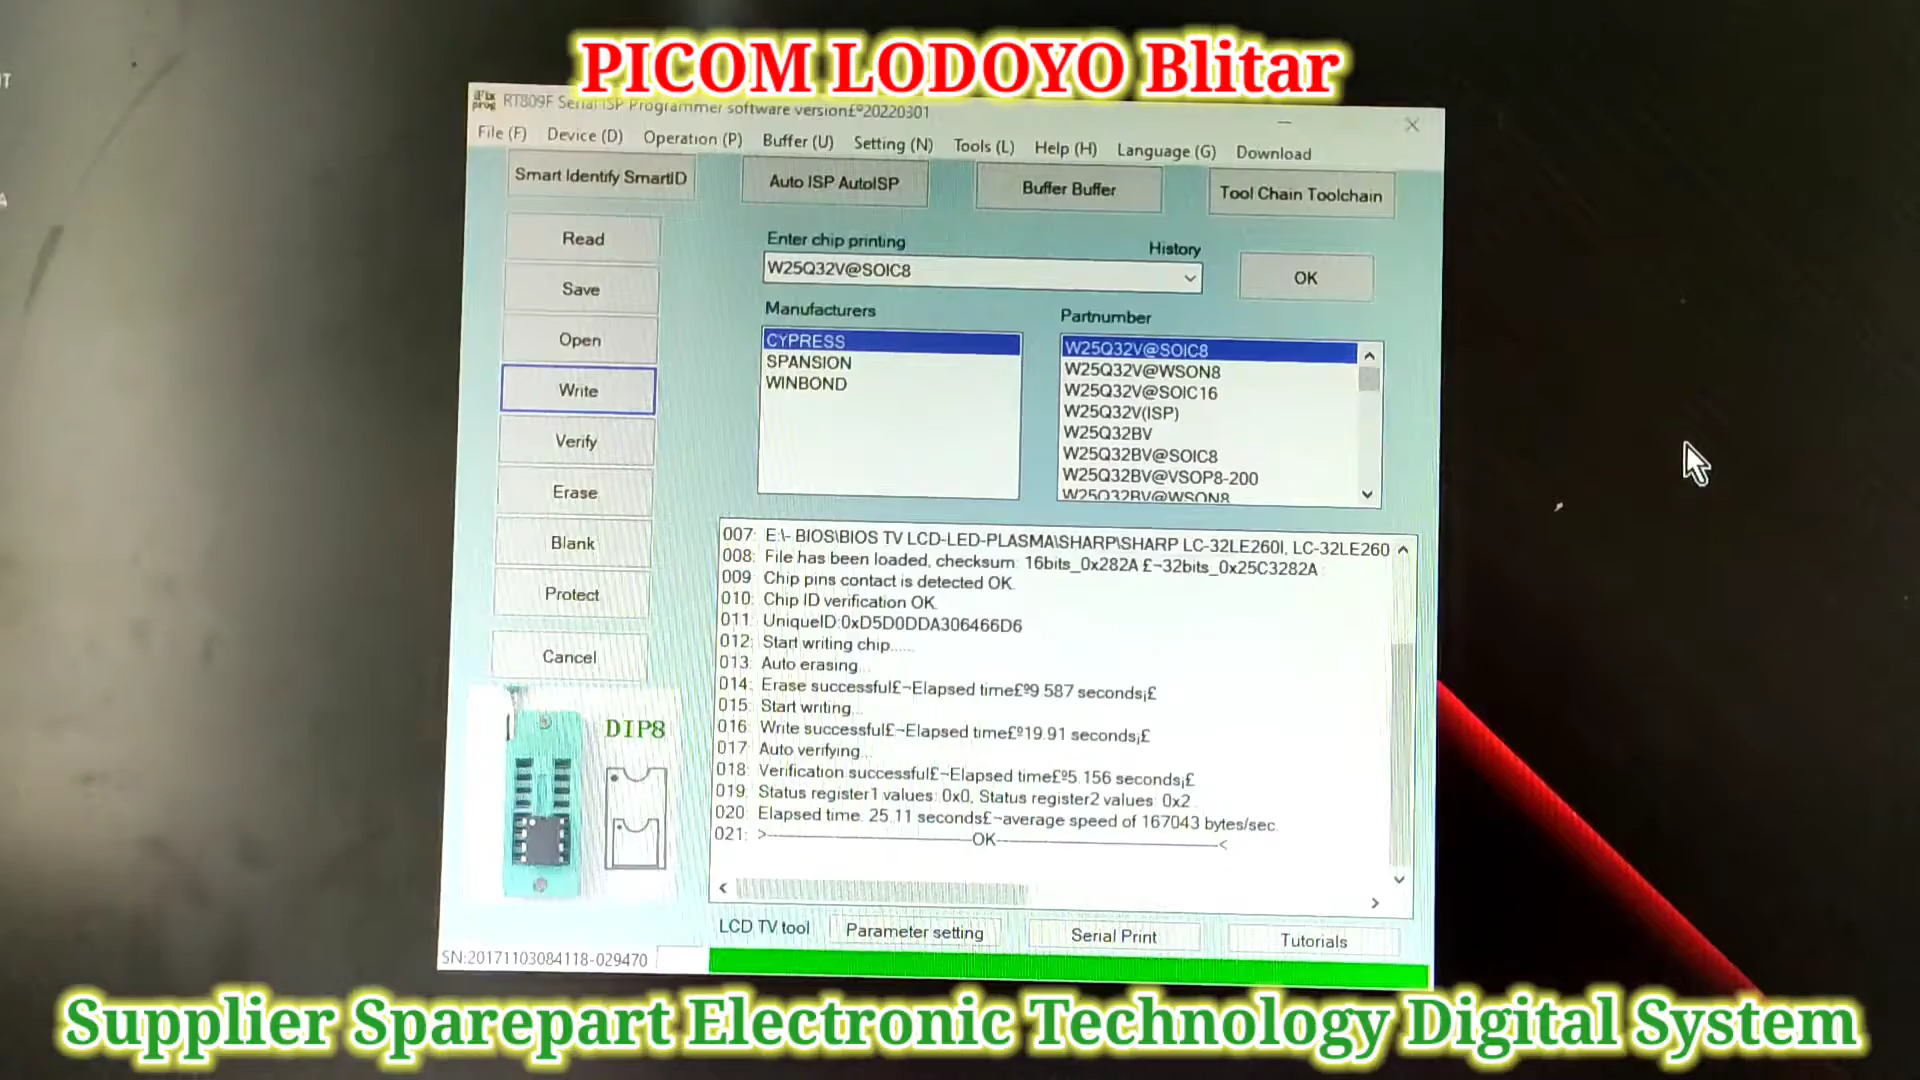 PICOM LODOYO Blitar
RT809F Serial ISP Programmer software version£º20220301
File (F) Device (D) Operation (P) Buffer (U) Setting (N) Tools (L) Help (H) Language (G) Download
Smart Identify SmartID Auto ISP AutoISP Buffer Buffer Tool Chain Toolchain
Read
Save
Open
Write
Verify
Erase
Blank
Protect
Cancel
Enter chip printing History
W25Q32V@SOIC8 OK
Manufacturers
CYPRESS
SPANSION
WINBOND
Partnumber
W25Q32V@SOIC8
W25Q32V@WSON8
W25Q32V@SOIC16
W25Q32V(ISP)
W25Q32BV
W25Q32BV@SOIC8
W25Q32BV@VSOP8-200
W25Q32BV@WSON8
007: E:\- BIOS\BIOS TV LCD-LED-PLASMA\SHARP\SHARP LC-32LE260I, LC-32LE260
008: File has been loaded, checksum: 16bits_0x282A £¬32bits_0x25C3282A
009: Chip pins contact is detected OK.
010: Chip ID verification OK.
011: UniqueID:0xD5D0DDA306466D6
012: Start writing chip......
013: Auto erasing...
014: Erase successful£¬Elapsed time£º9.587 seconds¡£
015: Start writing...
016: Write successful£¬Elapsed time£º19.91 seconds¡£
017: Auto verifying...
018: Verification successful£¬Elapsed time£º5.156 seconds¡£
019: Status register1 values: 0x0, Status register2 values: 0x2
020: Elapsed time: 25.11 seconds£¬average speed of 167043 bytes/sec.
021: >--------------------OK--------------------<
DIP8
LCD TV tool Parameter setting Serial Print Tutorials
SN:20171103084118-029470
Supplier Sparepart Electronic Technology Digital System